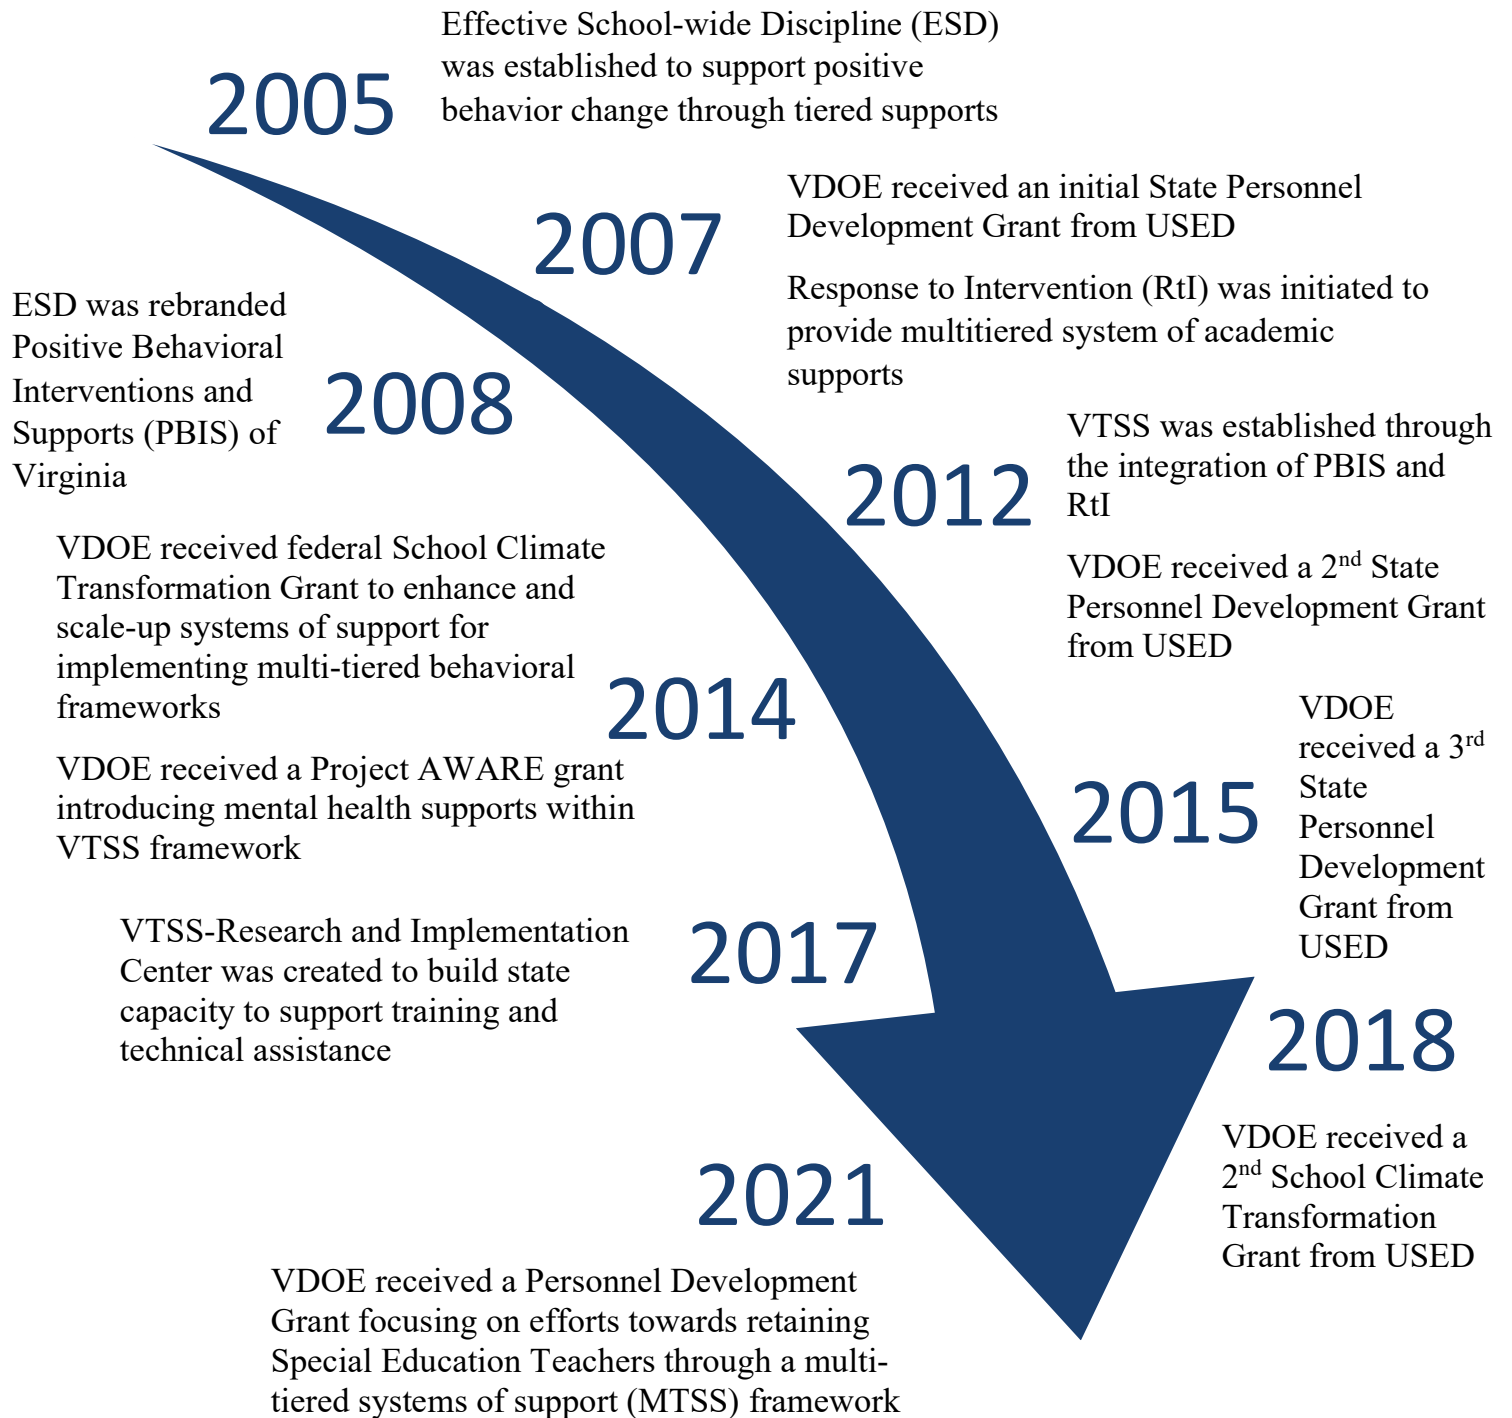 2005
Effective School-wide Discipline (ESD)
was established to support positive
behavior change through tiered supports
2007
VDOE received an initial State Personnel
Development Grant from USED
Response to Intervention (RtI) was initiated to
provide multitiered system of academic
supports
ESD was rebranded
Positive Behavioral
Interventions and
Supports (PBIS) of
Virginia
2008
2012
VTSS was established through
the integration of PBIS and
RtI
VDOE received a 2nd State
Personnel Development Grant
from USED
VDOE received federal School Climate
Transformation Grant to enhance and
scale-up systems of support for
implementing multi-tiered behavioral
frameworks
2014
VDOE received a Project AWARE grant
introducing mental health supports within
VTSS framework
2015
VDOE
received a 3rd
State
Personnel
Development
Grant from
USED
VTSS-Research and Implementation
Center was created to build state
capacity to support training and
technical assistance
2017
2018
VDOE received a
2nd School Climate
Transformation
Grant from USED
2021
VDOE received a Personnel Development
Grant focusing on efforts towards retaining
Special Education Teachers through a multi-
tiered systems of support (MTSS) framework